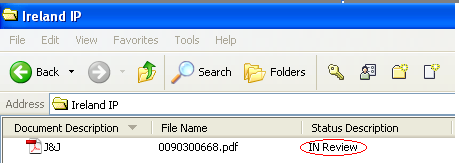 Ireland IP
File Edit View Favorites Tools Help
Back Search Folders
Address Ireland IP
Document Description File Name Status Description
J&J 0090300668.pdf IN Review